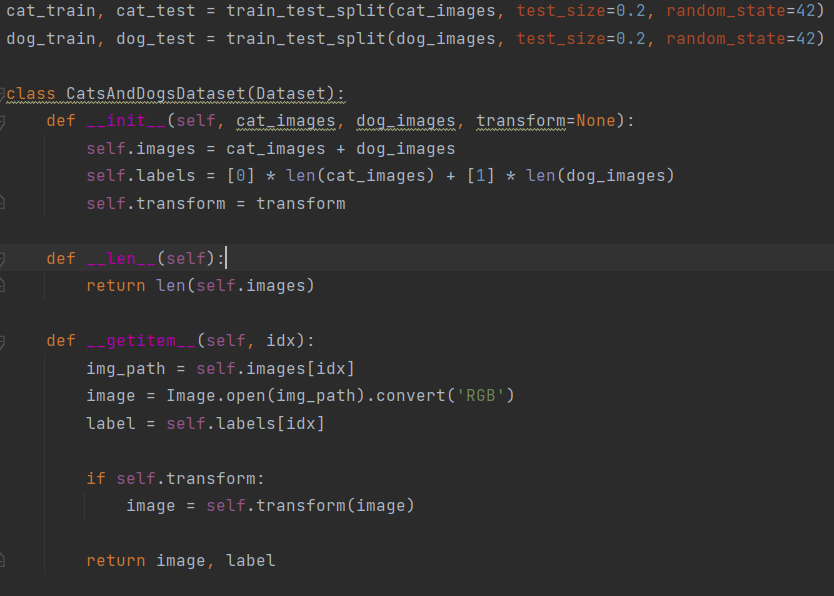 cat_train, cat_test = train_test_split(cat_images, test_size=0.2, random_state=42)
dog_train, dog_test = train_test_split(dog_images, test_size=0.2, random_state=42)
class CatsAndDogsDataset(Dataset):
    def __init__(self, cat_images, dog_images, transform=None):
        self.images = cat_images + dog_images
        self.labels = [0] * len(cat_images) + [1] * len(dog_images)
        self.transform = transform
    def __len__(self):
        return len(self.images)
    def __getitem__(self, idx):
        img_path = self.images[idx]
        image = Image.open(img_path).convert('RGB')
        label = self.labels[idx]
        if self.transform:
            image = self.transform(image)
        return image, label